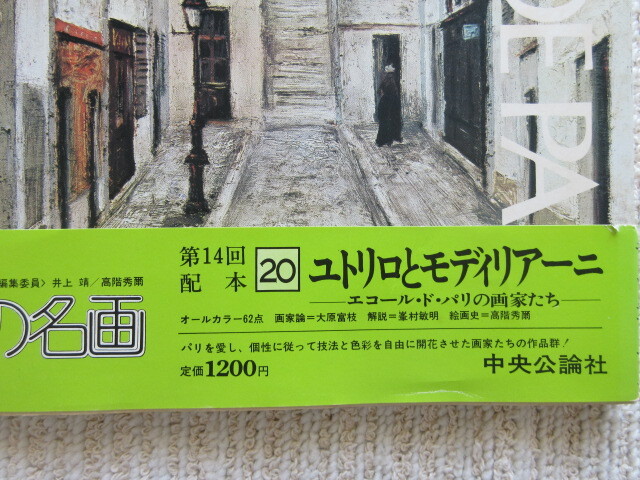 DE PA
編集委員〉 井上 靖／高階秀爾
の名画
第14回
配本
20
ユトリロとモディリアーニ
―エコール・ド・パリの画家たち―
オールカラー62点 画家論＝大原富枝 解説＝峯村敏明 絵画史＝高階秀爾
パリを愛し、個性に従って技法と色彩を自由に開花させた画家たちの作品群！
定価1200円
中央公論社